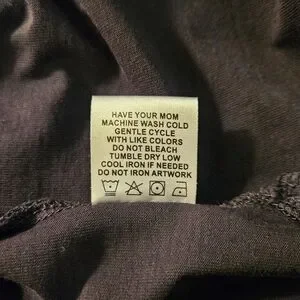 HAVE YOUR MOM
MACHINE WASH COLD
GENTLE CYCLE
WITH LIKE COLORS
DO NOT BLEACH
TUMBLE DRY LOW
COOL IRON IF NEEDED
DO NOT IRON ARTWORK